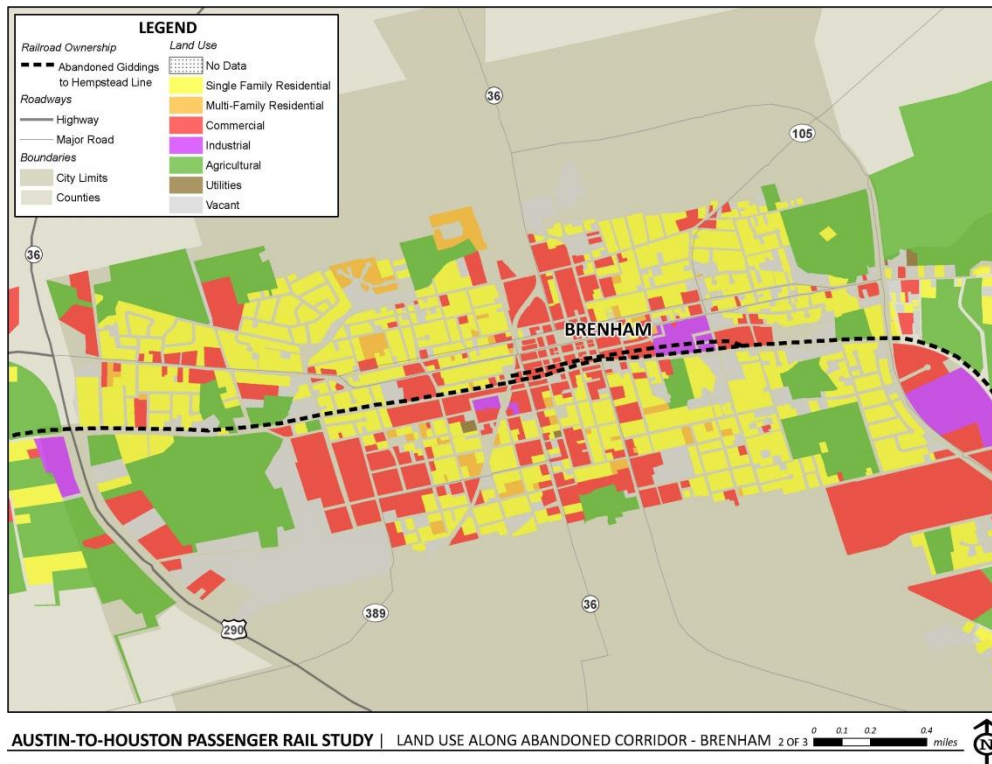 LEGEND
Railroad Ownership
Abandoned Giddings
to Hempstead Line
Roadways
Highway
Major Road
Boundaries
City Limits
Counties
Land Use
No Data
Single Family Residential
Multi-Family Residential
Commercial
Industrial
Agricultural
Utilities
Vacant
36
105
36
BRENHAM
389
36
290
AUSTIN-TO-HOUSTON PASSENGER RAIL STUDY | LAND USE ALONG ABANDONED CORRIDOR - BRENHAM 2 OF 3
0 0.1 0.2 0.4
miles
N